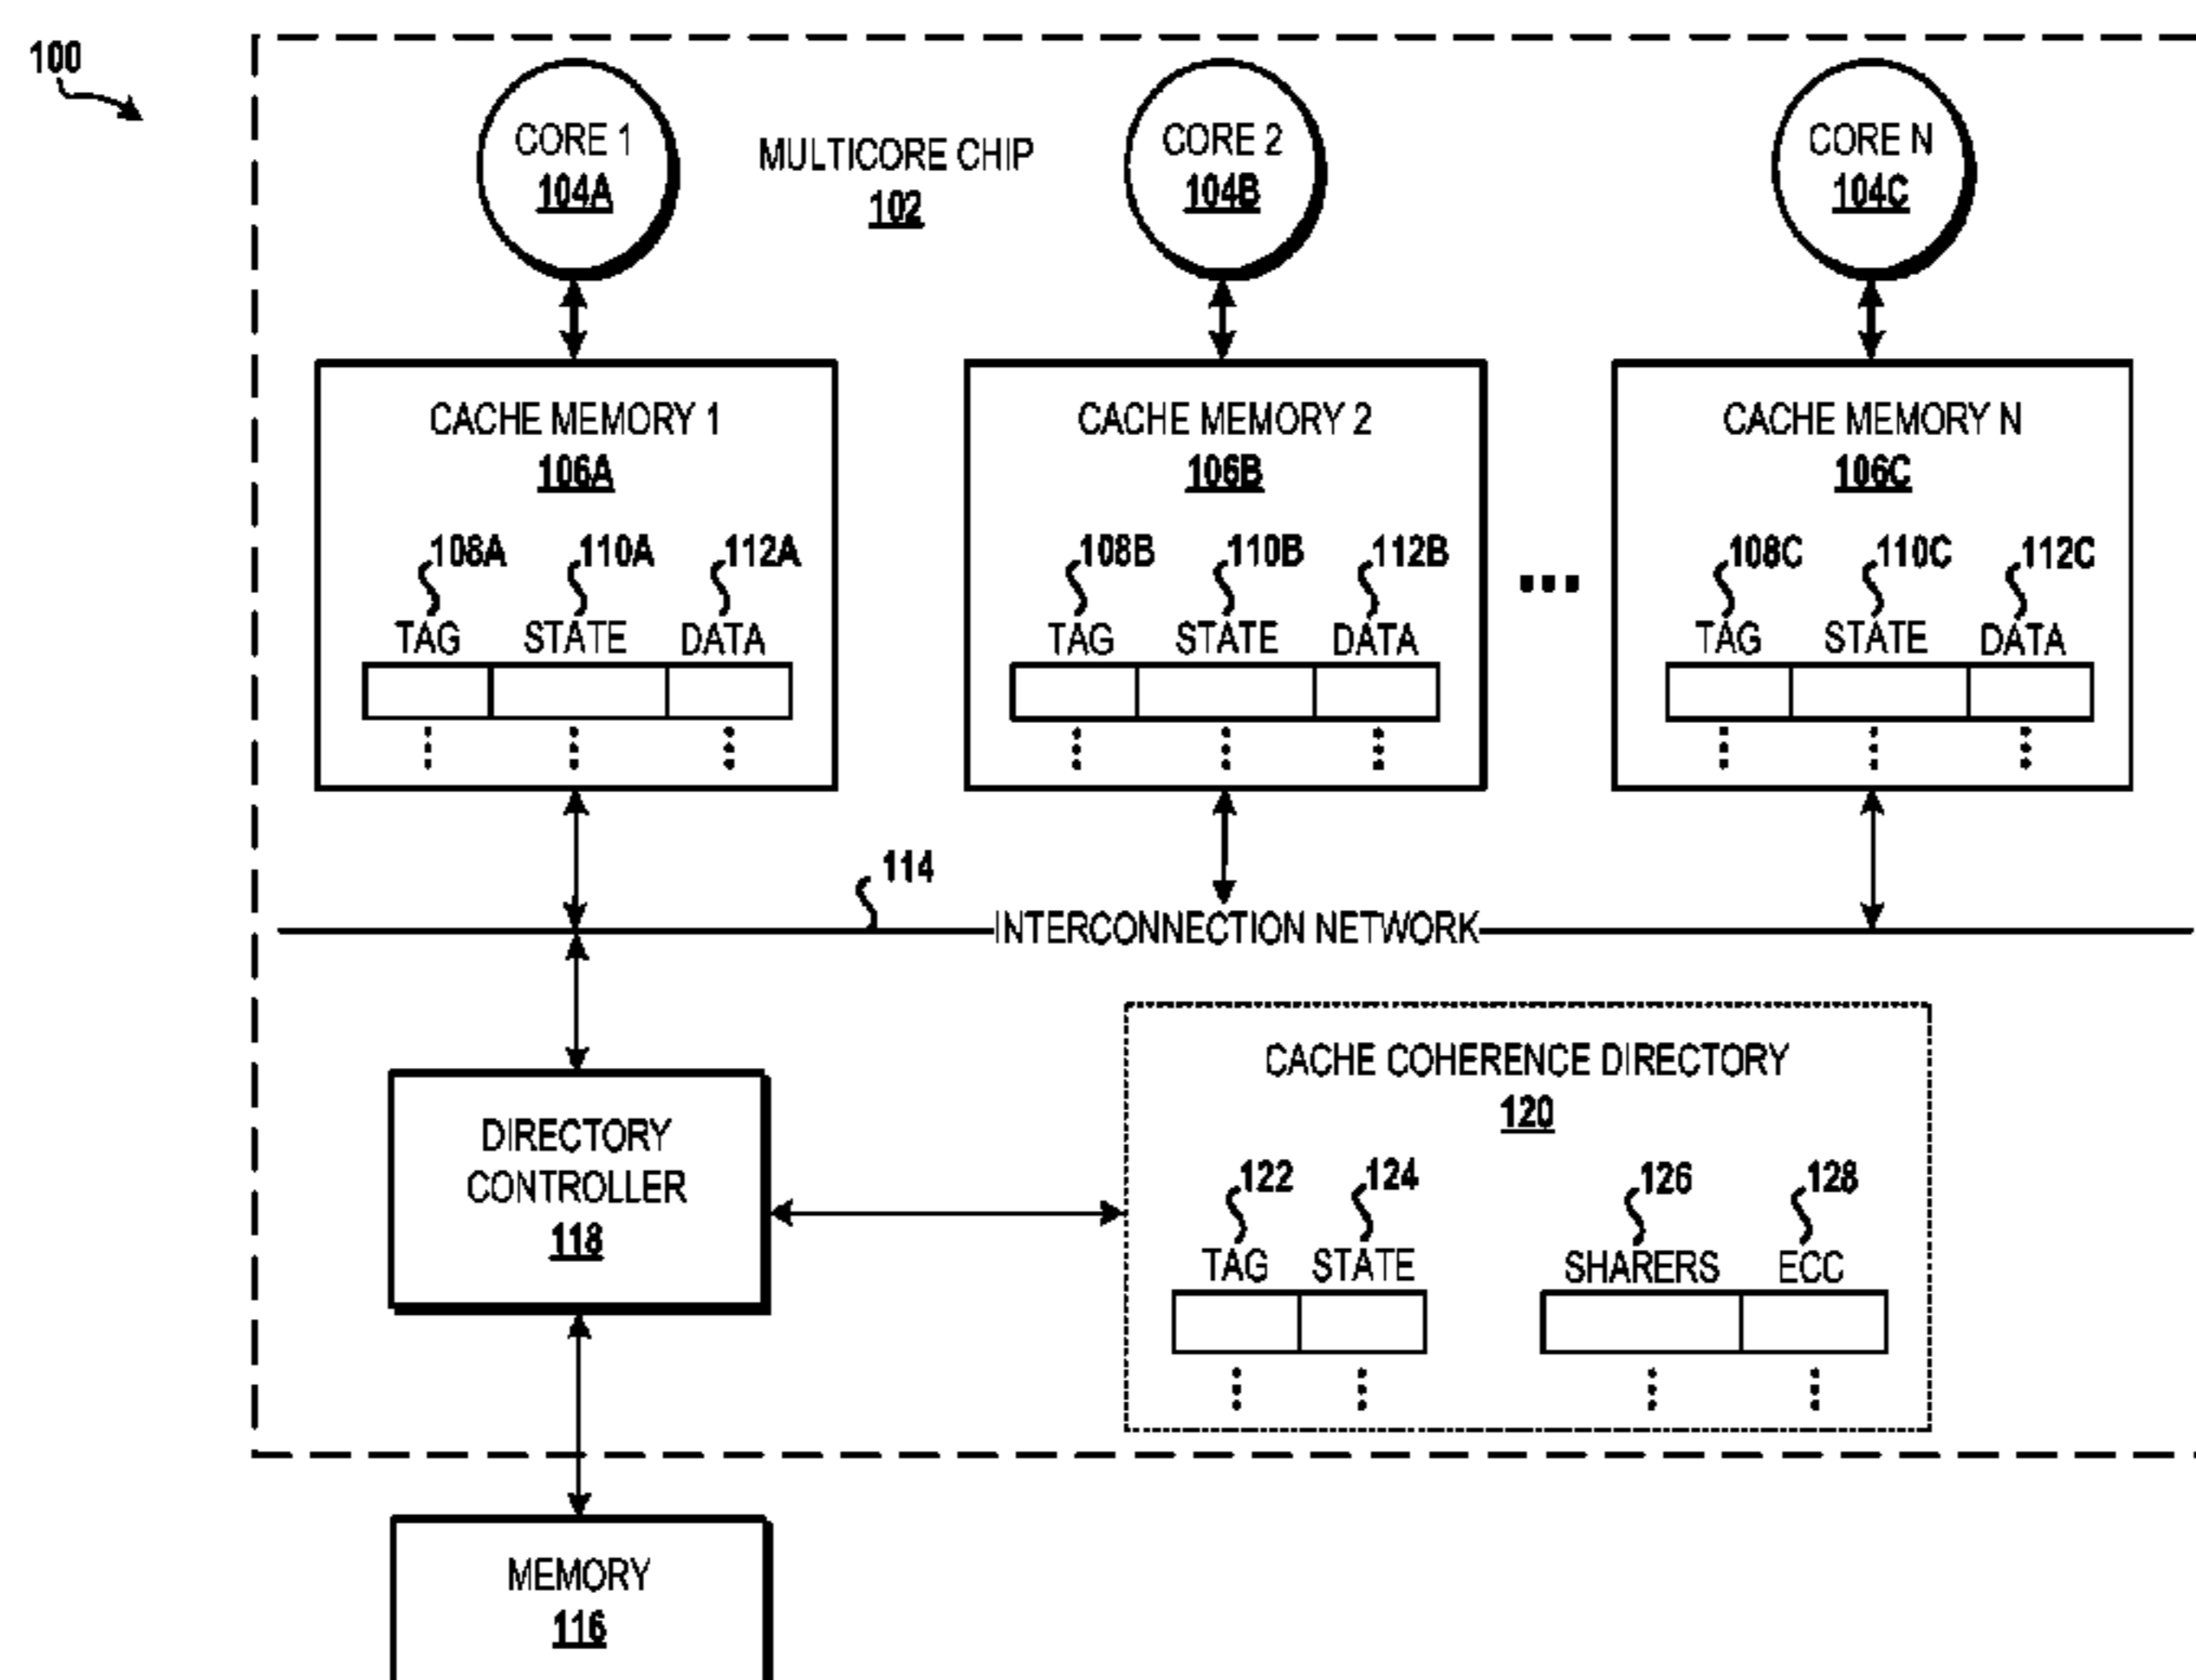 100
CORE 1
104A
MULTICORE CHIP
102
CORE 2
104B
CORE N
104C
CACHE MEMORY 1
106A
108A 110A 112A
TAG STATE DATA
CACHE MEMORY 2
106B
108B 110B 112B
TAG STATE DATA
...
CACHE MEMORY N
106C
108C 110C 112C
TAG STATE DATA
114
INTERCONNECTION NETWORK
DIRECTORY
CONTROLLER
118
CACHE COHERENCE DIRECTORY
120
122 124 126 128
TAG STATE SHARERS ECC
MEMORY
116